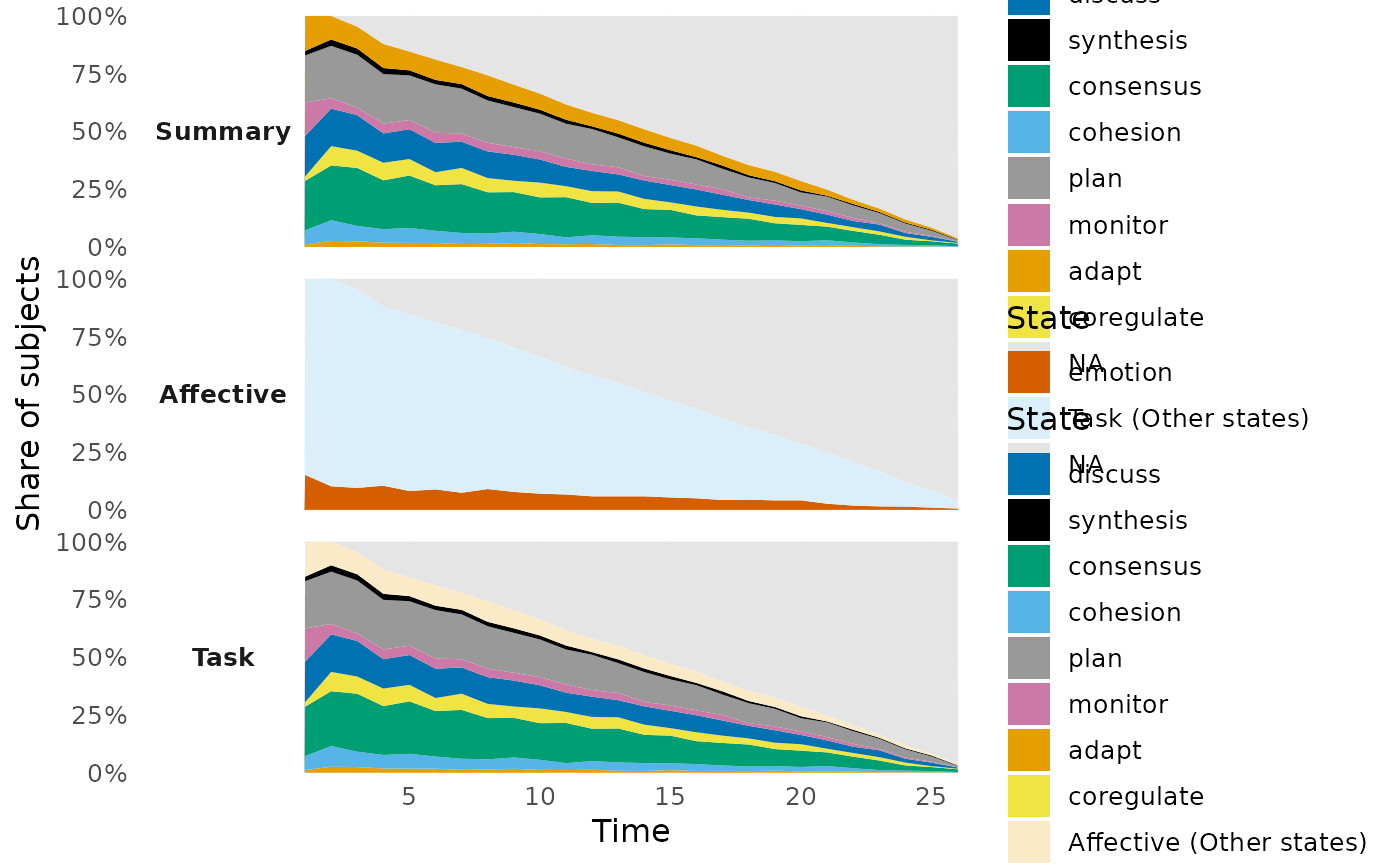 100%
75%
50%
25%
0%
Summary
100%
75%
50%
25%
0%
Affective
100%
75%
50%
25%
0%
Task
5
10
15
20
25
Time
Share of subjects
discuss
synthesis
consensus
cohesion
plan
monitor
adapt
coregulate
State
NA
emotion
Task (Other states)
State
NA
discuss
synthesis
consensus
cohesion
plan
monitor
adapt
coregulate
Affective (Other states)